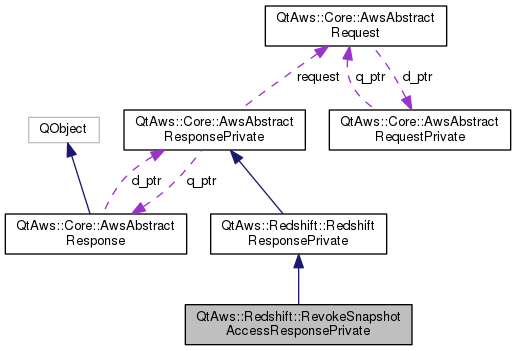 QtAws::Core::AwsAbstract
Request
request
q_ptr
d_ptr
QObject
QtAws::Core::AwsAbstract
ResponsePrivate
QtAws::Core::AwsAbstract
RequestPrivate
d_ptr
q_ptr
QtAws::Core::AwsAbstract
Response
QtAws::Redshift::Redshift
ResponsePrivate
QtAws::Redshift::RevokeSnapshot
AccessResponsePrivate